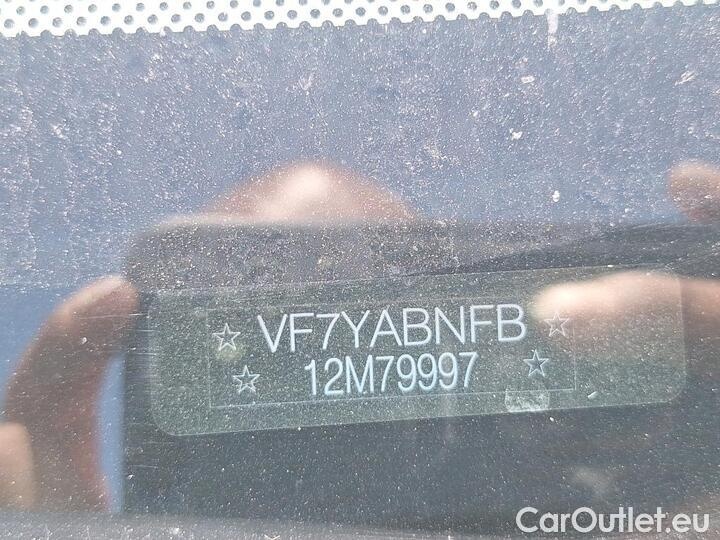 ☆ VF7YABNFB ☆
☆ 12M79997 ☆
CarOutlet.eu